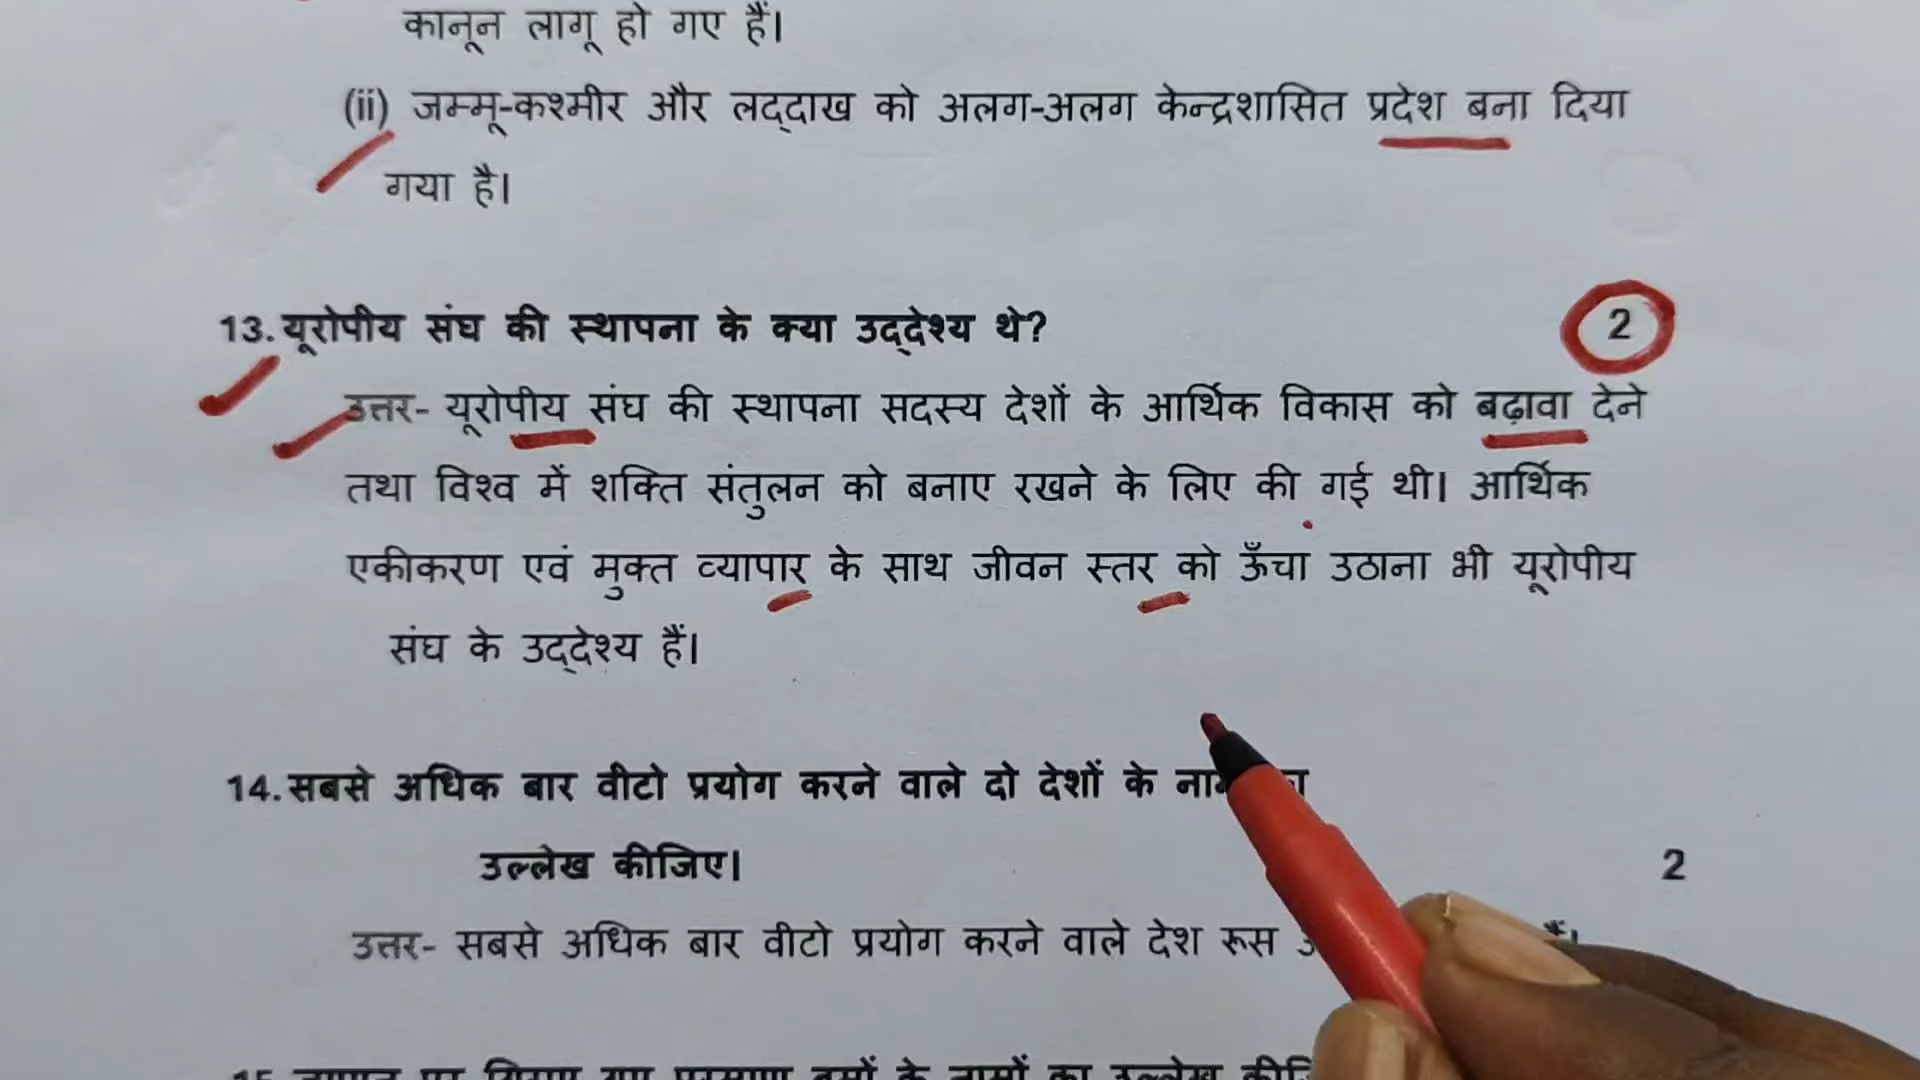 कानून लागू हो गए हैं।
(ii) जम्मू-कश्मीर और लद्दाख को अलग-अलग केन्द्रशासित प्रदेश बना दिया
गया है।
13. यूरोपीय संघ की स्थापना के क्या उद्देश्य थे? 2
उत्तर- यूरोपीय संघ की स्थापना सदस्य देशों के आर्थिक विकास को बढ़ावा देने
तथा विश्व में शक्ति संतुलन को बनाए रखने के लिए की गई थी। आर्थिक
एकीकरण एवं मुक्त व्यापार के साथ जीवन स्तर को ऊँचा उठाना भी यूरोपीय
संघ के उद्देश्य हैं।
14. सबसे अधिक बार वीटो प्रयोग करने वाले दो देशों के
उल्लेख कीजिए। 2
उत्तर- सबसे अधिक बार वीटो प्रयोग करने वाले देश रूस
के नामों का उल्लेख